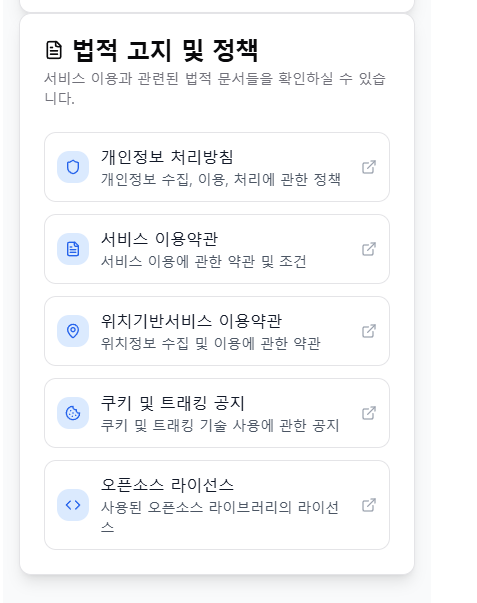 법적 고지 및 정책
서비스 이용과 관련된 법적 문서들을 확인하실 수 있습
니다.
개인정보 처리방침
개인정보 수집, 이용, 처리에 관한 정책
서비스 이용약관
서비스 이용에 관한 약관 및 조건
위치기반서비스 이용약관
위치정보 수집 및 이용에 관한 약관
쿠키 및 트래킹 공지
쿠키 및 트래킹 기술 사용에 관한 공지
오픈소스 라이선스
사용된 오픈소스 라이브러리의 라이선
스